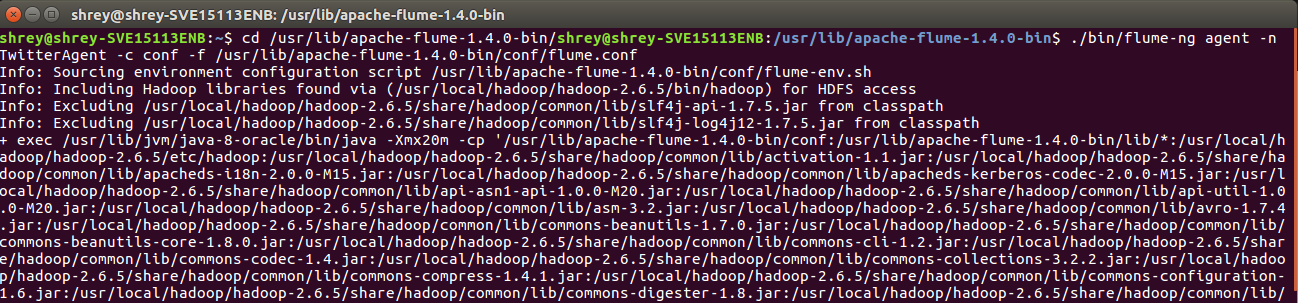 shrey@shrey-SVE15113ENB: /usr/lib/apache-flume-1.4.0-bin
shrey@shrey-SVE15113ENB:~$ cd /usr/lib/apache-flume-1.4.0-bin/shrey@shrey-SVE15113ENB:/usr/lib/apache-flume-1.4.0-bin$ ./bin/flume-ng agent -n
TwitterAgent -c conf -f /usr/lib/apache-flume-1.4.0-bin/conf/flume.conf
Info: Sourcing environment configuration script /usr/lib/apache-flume-1.4.0-bin/conf/flume-env.sh
Info: Including Hadoop libraries found via (/usr/local/hadoop/hadoop-2.6.5/bin/hadoop) for HDFS access
Info: Excluding /usr/local/hadoop/hadoop-2.6.5/share/hadoop/common/lib/slf4j-api-1.7.5.jar from classpath
Info: Excluding /usr/local/hadoop/hadoop-2.6.5/share/hadoop/common/lib/slf4j-log4j12-1.7.5.jar from classpath
+ exec /usr/lib/jvm/java-8-oracle/bin/java -Xmx20m -cp '/usr/lib/apache-flume-1.4.0-bin/conf:/usr/lib/apache-flume-1.4.0-bin/lib/*:/usr/local/h
adoop/hadoop-2.6.5/etc/hadoop:/usr/local/hadoop/hadoop-2.6.5/share/hadoop/common/lib/activation-1.1.jar:/usr/local/hadoop/hadoop-2.6.5/share/ha
doop/common/lib/apacheds-i18n-2.0.0-M15.jar:/usr/local/hadoop/hadoop-2.6.5/share/hadoop/common/lib/apacheds-kerberos-codec-2.0.0-M15.jar:/usr/l
ocal/hadoop/hadoop-2.6.5/share/hadoop/common/lib/api-asn1-api-1.0.0-M20.jar:/usr/local/hadoop/hadoop-2.6.5/share/hadoop/common/lib/api-util-1.0
.0-M20.jar:/usr/local/hadoop/hadoop-2.6.5/share/hadoop/common/lib/asm-3.2.jar:/usr/local/hadoop/hadoop-2.6.5/share/hadoop/common/lib/avro-1.7.4
.jar:/usr/local/hadoop/hadoop-2.6.5/share/hadoop/common/lib/commons-beanutils-1.7.0.jar:/usr/local/hadoop/hadoop-2.6.5/share/hadoop/common/lib/
commons-beanutils-core-1.8.0.jar:/usr/local/hadoop/hadoop-2.6.5/share/hadoop/common/lib/commons-cli-1.2.jar:/usr/local/hadoop/hadoop-2.6.5/shar
e/hadoop/common/lib/commons-codec-1.4.jar:/usr/local/hadoop/hadoop-2.6.5/share/hadoop/common/lib/commons-collections-3.2.2.jar:/usr/local/hadoo
p/hadoop-2.6.5/share/hadoop/common/lib/commons-compress-1.4.1.jar:/usr/local/hadoop/hadoop-2.6.5/share/hadoop/common/lib/commons-configuration-
1.6.jar:/usr/local/hadoop/hadoop-2.6.5/share/hadoop/common/lib/commons-digester-1.8.jar:/usr/local/hadoop/hadoop-2.6.5/share/hadoop/common/lib/